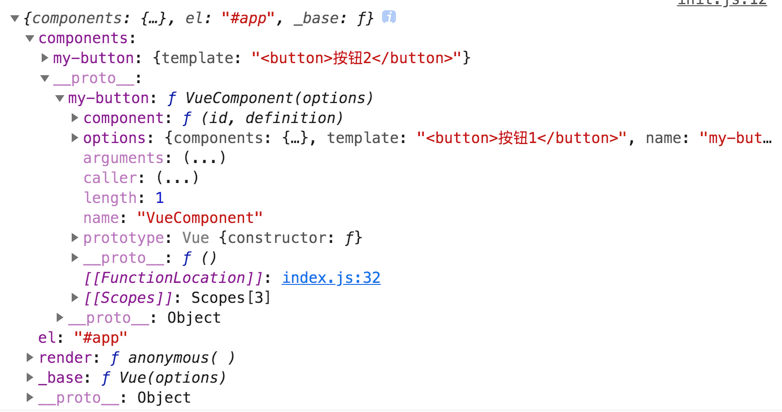 init.js:12
{components: {…}, el: "#app", _base: ƒ} i
components:
my-button: {template: "<button>按钮2</button>"}
__proto__:
my-button: ƒ VueComponent(options)
component: ƒ (id, definition)
options: {components: {…}, template: "<button>按钮1</button>", name: "my-but…
arguments: (...)
caller: (...)
length: 1
name: "VueComponent"
prototype: Vue {constructor: ƒ}
__proto__: ƒ ()
[[FunctionLocation]]: index.js:32
[[Scopes]]: Scopes[3]
__proto__: Object
el: "#app"
render: ƒ anonymous( )
_base: ƒ Vue(options)
__proto__: Object